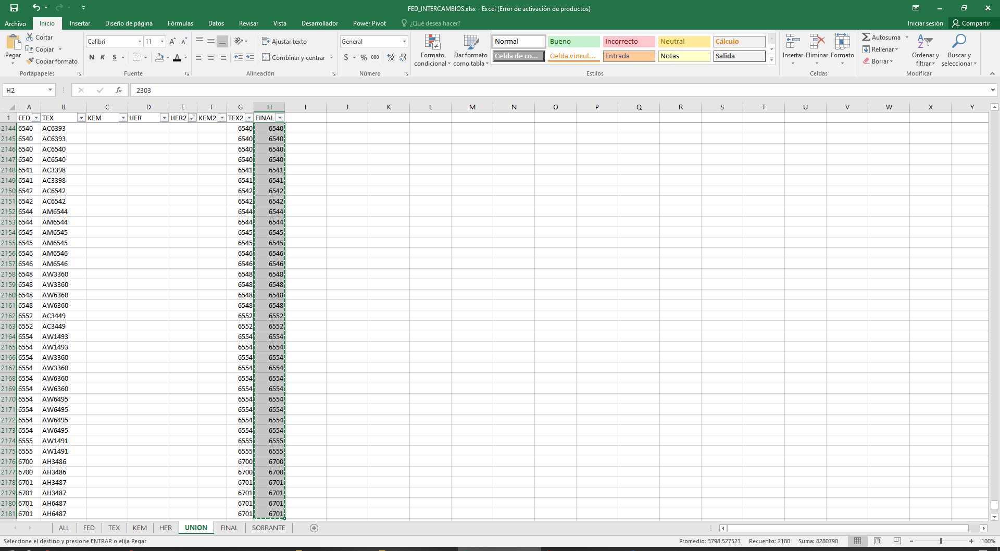 FED_INTERCAMBIOS.xlsx - Excel (Error de activación de productos)
Archivo Inicio Insertar Diseño de página Fórmulas Datos Revisar Vista Desarrollador Power Pivot ¿Qué desea hacer? Iniciar sesión Compartir
Pegar
Cortar
Copiar
Copiar formato
Portapapeles
Calibri 11
N K S
Fuente
Ajustar texto
Combinar y centrar
Alineación
General
$ % 000
Número
Formato condicional
Dar formato como tabla
Normal Bueno Incorrecto Neutral Cálculo
Celda de co... Celda vincul... Entrada Notas Salida
Estilos
Insertar Eliminar Formato
Celdas
Autosuma
Rellenar
Borrar
Ordenar y filtrar
Buscar y seleccionar
Modificar
H2 fx 2303
A B C D E F G H I J K L M N O P Q R S T U V W X Y
1 FED TEX KEM HER HER2 KEM2 TEX2 FINAL
2144 6540 AC6393 6540 6540
2145 6540 AC6393 6540 6540
2146 6540 AC6540 6540 6540
2147 6540 AC6540 6540 6540
2148 6541 AC3398 6541 6541
2149 6541 AC3398 6541 6541
2150 6542 AC6542 6542 6542
2151 6542 AC6542 6542 6542
2152 6544 AM6544 6544 6544
2153 6544 AM6544 6544 6544
2154 6545 AM6545 6545 6545
2155 6545 AM6545 6545 6545
2156 6546 AM6546 6546 6546
2157 6546 AM6546 6546 6546
2158 6548 AW3360 6548 6548
2159 6548 AW3360 6548 6548
2160 6548 AW6360 6548 6548
2161 6548 AW6360 6548 6548
2162 6552 AC3449 6552 6552
2163 6552 AC3449 6552 6552
2164 6554 AW1493 6554 6554
2165 6554 AW1493 6554 6554
2166 6554 AW3360 6554 6554
2167 6554 AW3360 6554 6554
2168 6554 AW6360 6554 6554
2169 6554 AW6360 6554 6554
2170 6554 AW6495 6554 6554
2171 6554 AW6495 6554 6554
2172 6554 AW6495 6554 6554
2173 6554 AW6495 6554 6554
2174 6555 AW1491 6555 6555
2175 6555 AW1491 6555 6555
2176 6700 AH3486 6700 6700
2177 6700 AH3486 6700 6700
2178 6701 AH3487 6701 6701
2179 6701 AH3487 6701 6701
2180 6701 AH6487 6701 6701
2181 6701 AH6487 6701 6701
ALL FED TEX KEM HER UNION FINAL SOBRANTE
Seleccione el destino y presione ENTRAR o elija Pegar Promedio: 3798.527523 Recuento: 2180 Suma: 8280790 100%